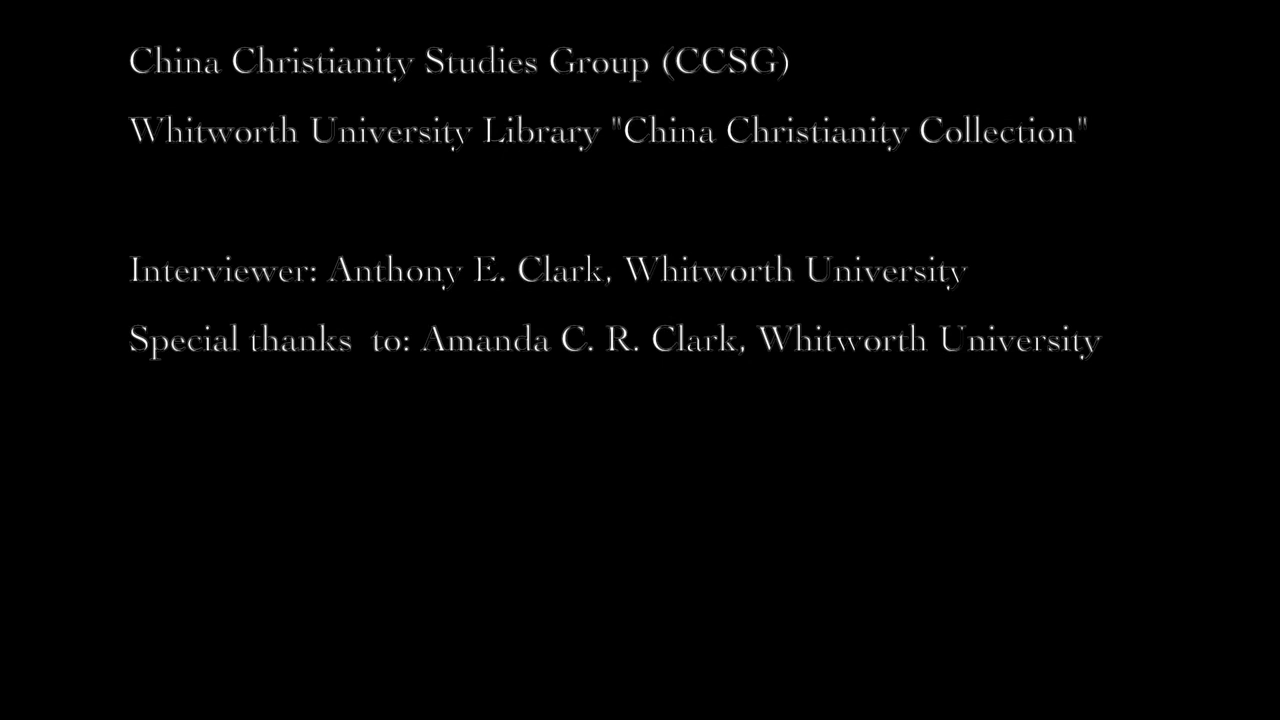 China Christianity Studies Group (CCSG)
Whitworth University Library "China Christianity Collection"
Interviewer: Anthony E. Clark, Whitworth University
Special thanks  to: Amanda C. R. Clark, Whitworth University